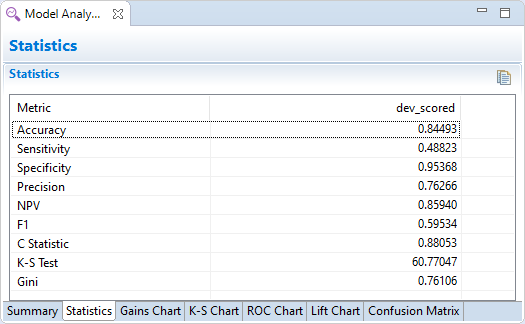 Model Analy...
Statistics
Statistics
Metric dev_scored
Accuracy 0.84493
Sensitivity 0.48823
Specificity 0.95368
Precision 0.76266
NPV 0.85940
F1 0.59534
C Statistic 0.88053
K-S Test 60.77047
Gini 0.76106
Summary Statistics Gains Chart K-S Chart ROC Chart Lift Chart Confusion Matrix